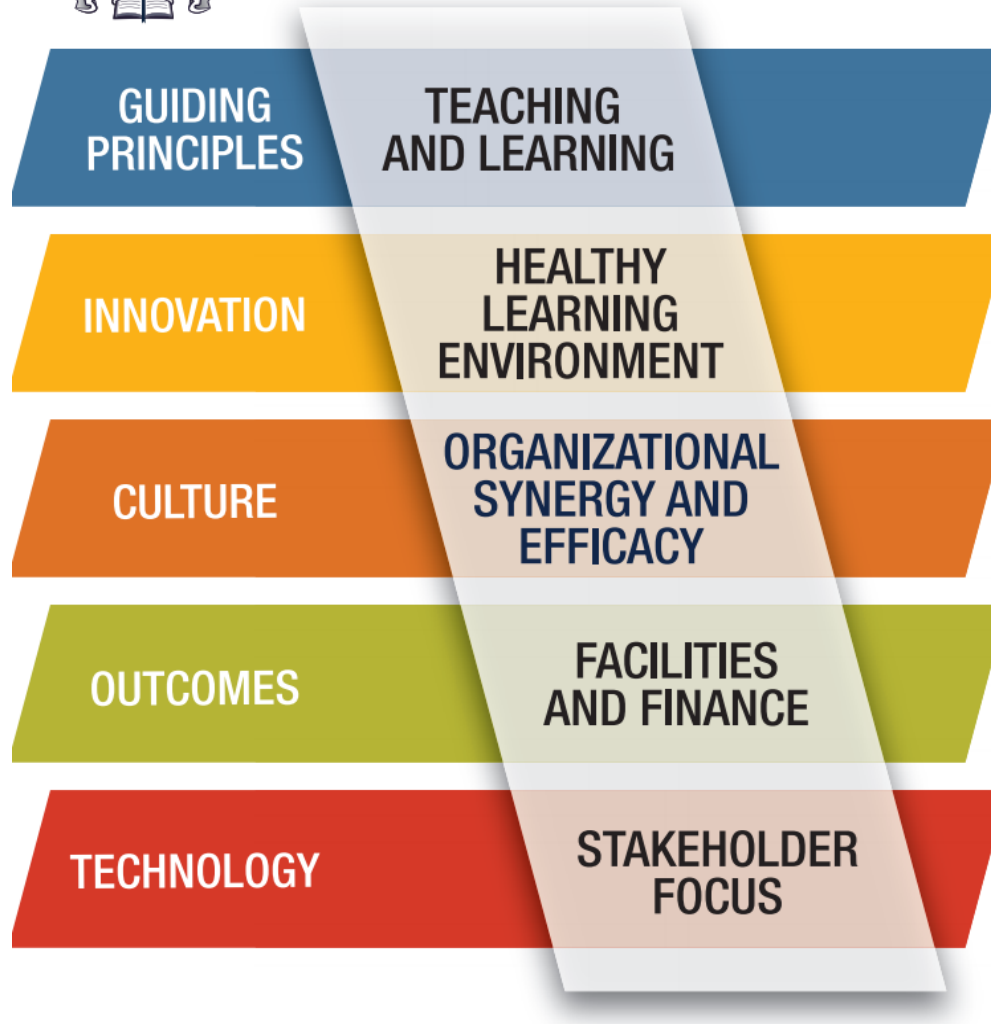 GUIDING
PRINCIPLES
TEACHING
AND LEARNING
INNOVATION
HEALTHY
LEARNING
ENVIRONMENT
CULTURE
ORGANIZATIONAL
SYNERGY AND
EFFICACY
OUTCOMES
FACILITIES
AND FINANCE
TECHNOLOGY
STAKEHOLDER
FOCUS